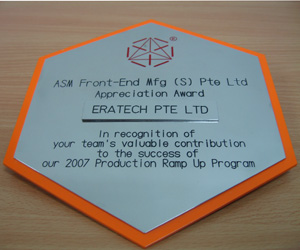 ®
ASM Front-End Mfg (S) Pte Ltd
Appreciation Award
ERATECH PTE LTD
In recognition of
your team's valuable contribution
to the success of
our 2007 Production Ramp Up Program